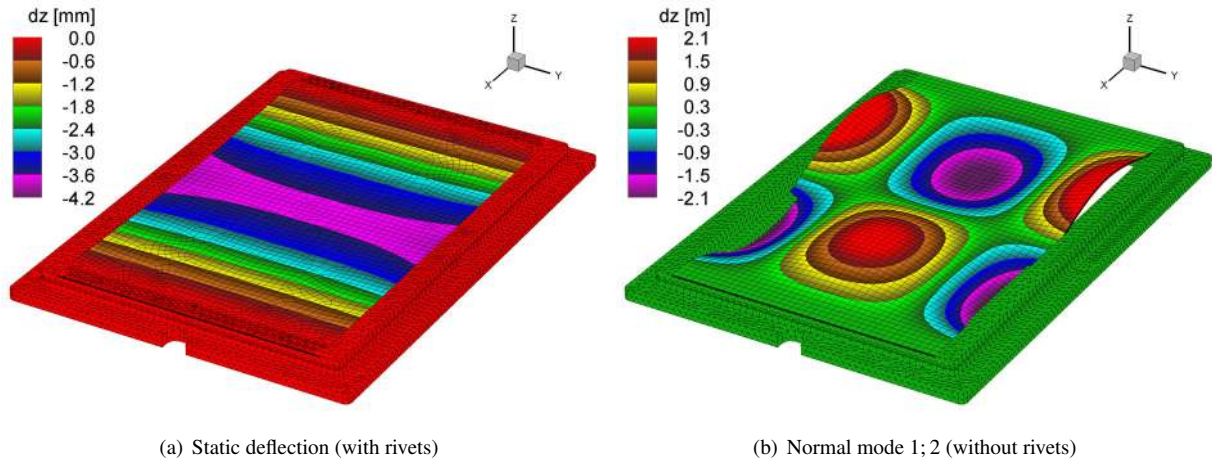 dz [mm]
0.0
-0.6
-1.2
-1.8
-2.4
-3.0
-3.6
-4.2
Z
X
Y
dz [m]
2.1
1.5
0.9
0.3
-0.3
-0.9
-1.5
-2.1
Z
X
Y
(a) Static deflection (with rivets)
(b) Normal mode 1; 2 (without rivets)